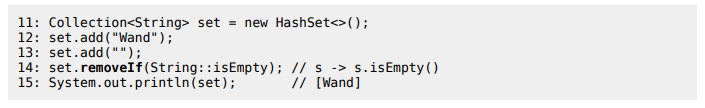 11: Collection<String> set = new HashSet<>();
12: set.add("Wand");
13: set.add("");
14: set.removeIf(String::isEmpty); // s -> s.isEmpty()
15: System.out.println(set);       // [Wand]